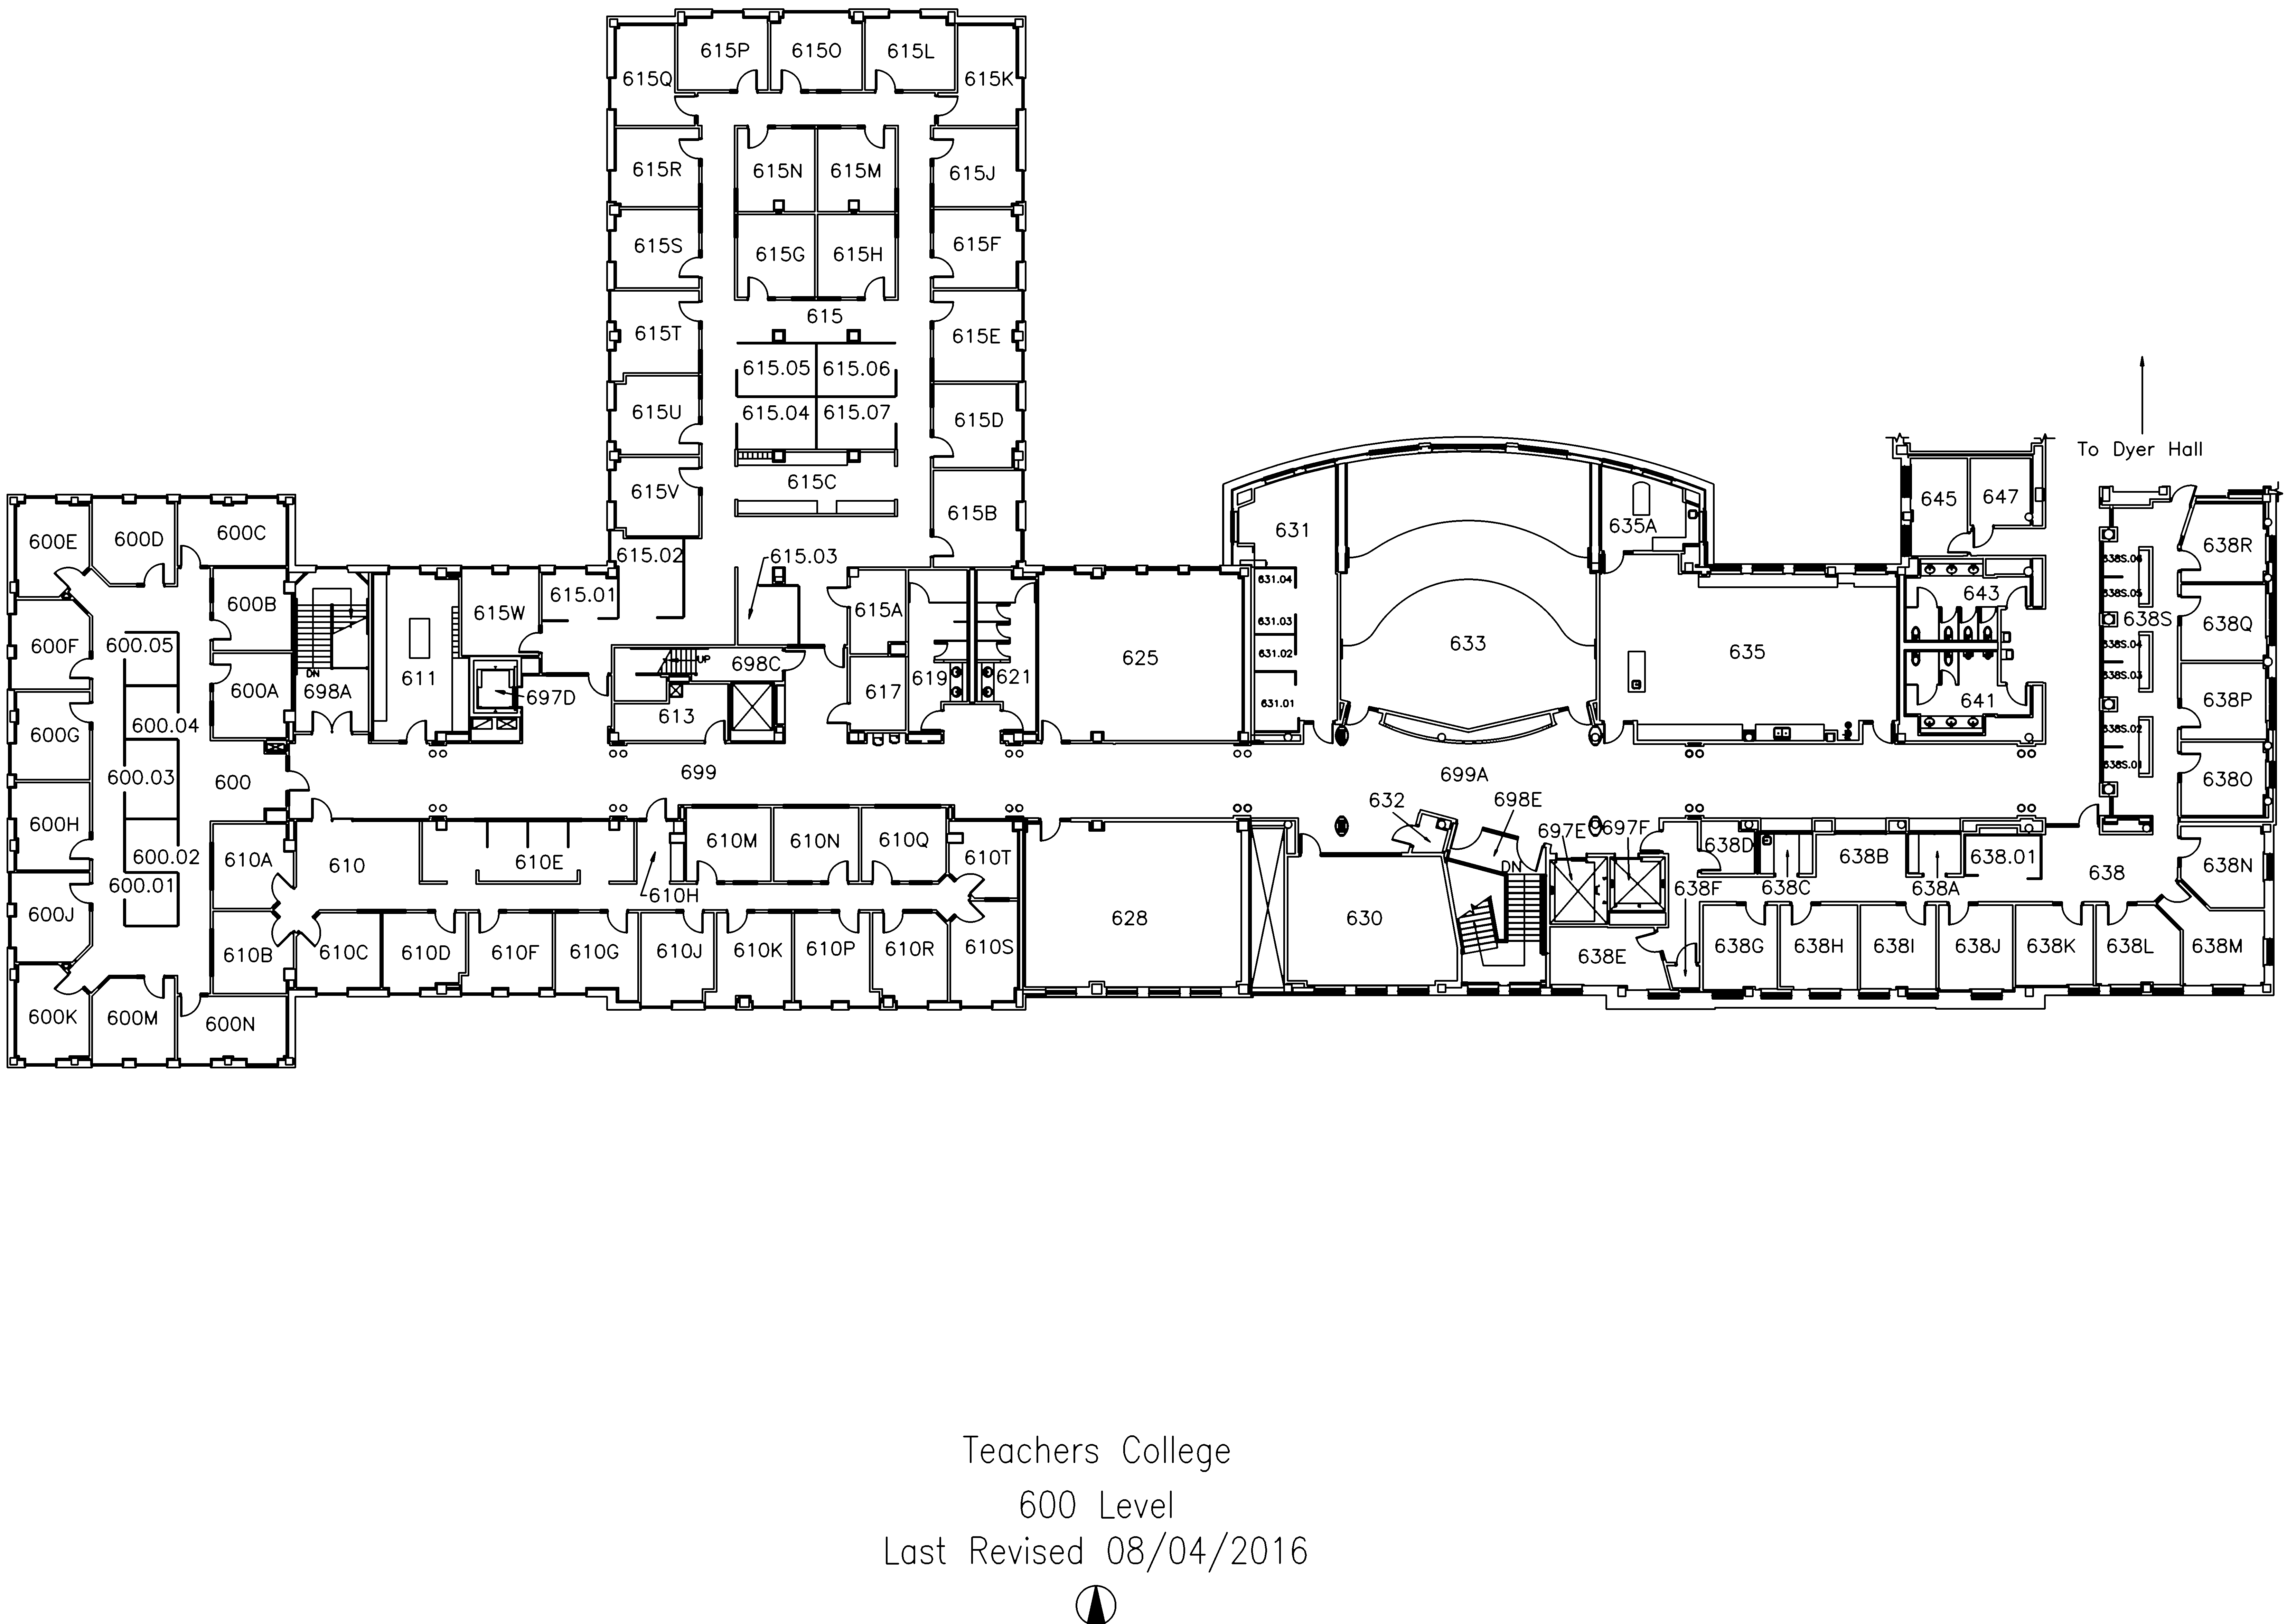 615P
615O
615L
615Q
615K
615R
615N
615M
615J
615S
615G
615H
615F
615
615T
615E
615.05
615.06
615U
615.04
615.07
615D
615C
615V
615B
615.02
615.03
To Dyer Hall
645
647
635A
631
600E
600D
600C
638R
600B
615W
615.01
615A
631.04
643
638S.06
638S.05
638S
638Q
600F
600.05
631.03
633
635
625
631.02
638S.04
638S.03
UP
698C
DN
698A
600A
611
697D
617
619
621
631.01
641
638P
600G
600.04
613
638S.02
638S.01
600.03
600
699
699A
638O
600H
600.02
632
698E
697E
697F
610A
610
610E
610M
610N
610Q
610T
638D
638B
638.01
638
638N
600.01
610H
DN
638F
638C
638A
600J
628
630
610B
610C
610D
610F
610G
610J
610K
610P
610R
610S
638E
638G
638H
638I
638J
638K
638L
638M
600K
600M
600N
Teachers College
600 Level
Last Revised 08/04/2016